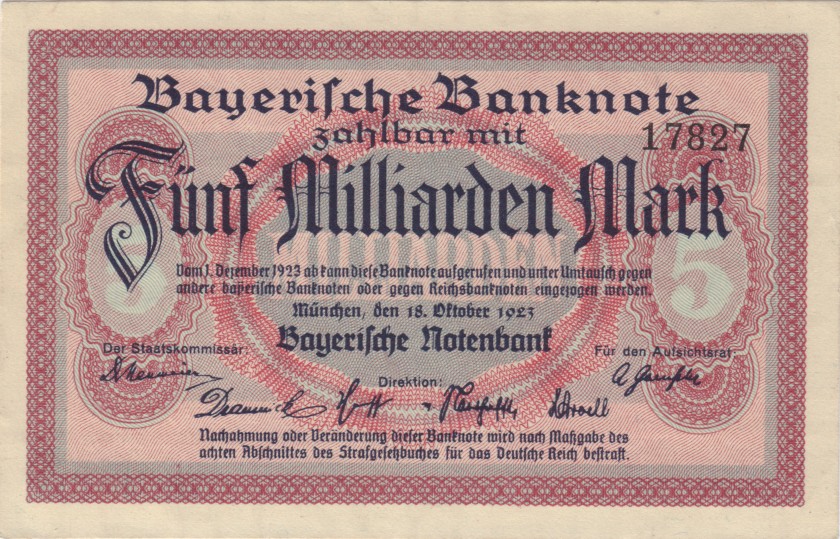 Bayerische Banknote
zahlbar mit
17827
Fünf Milliarden Mark
5 MILLIARDEN 5
Vom 1. Dezember 1923 ab kann diese Banknote aufgerufen und unter Umtausch gegen
andere bayerische Banknoten oder gegen Reichsbanknoten eingezogen werden.
München, den 18. Oktober 1923
Bayerische Notenbank
Der Staatskommissär:
Für den Aufsichtsrat:
Direktion:
Nachahmung oder Veränderung dieser Banknote wird nach Maßgabe des
achten Abschnittes des Strafgesetzbuches für das Deutsche Reich bestraft.